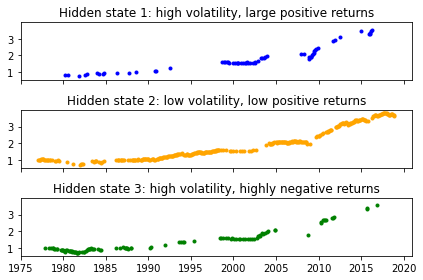 Hidden state 1: high volatility, large positive returns
3
2
1
Hidden state 2: low volatility, low positive returns
3
2
1
Hidden state 3: high volatility, highly negative returns
3
2
1
1975 1980 1985 1990 1995 2000 2005 2010 2015 2020